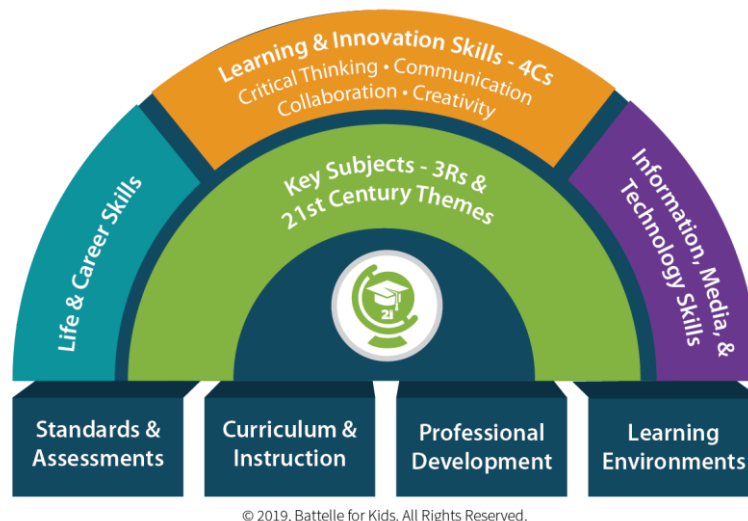 Learning & Innovation Skills - 4Cs
Critical Thinking • Communication
Collaboration • Creativity
Life & Career Skills
Key Subjects - 3Rs &
21st Century Themes
Information, Media, &
Technology Skills
21
Standards &
Assessments
Curriculum &
Instruction
Professional
Development
Learning
Environments
© 2019, Battelle for Kids. All Rights Reserved.